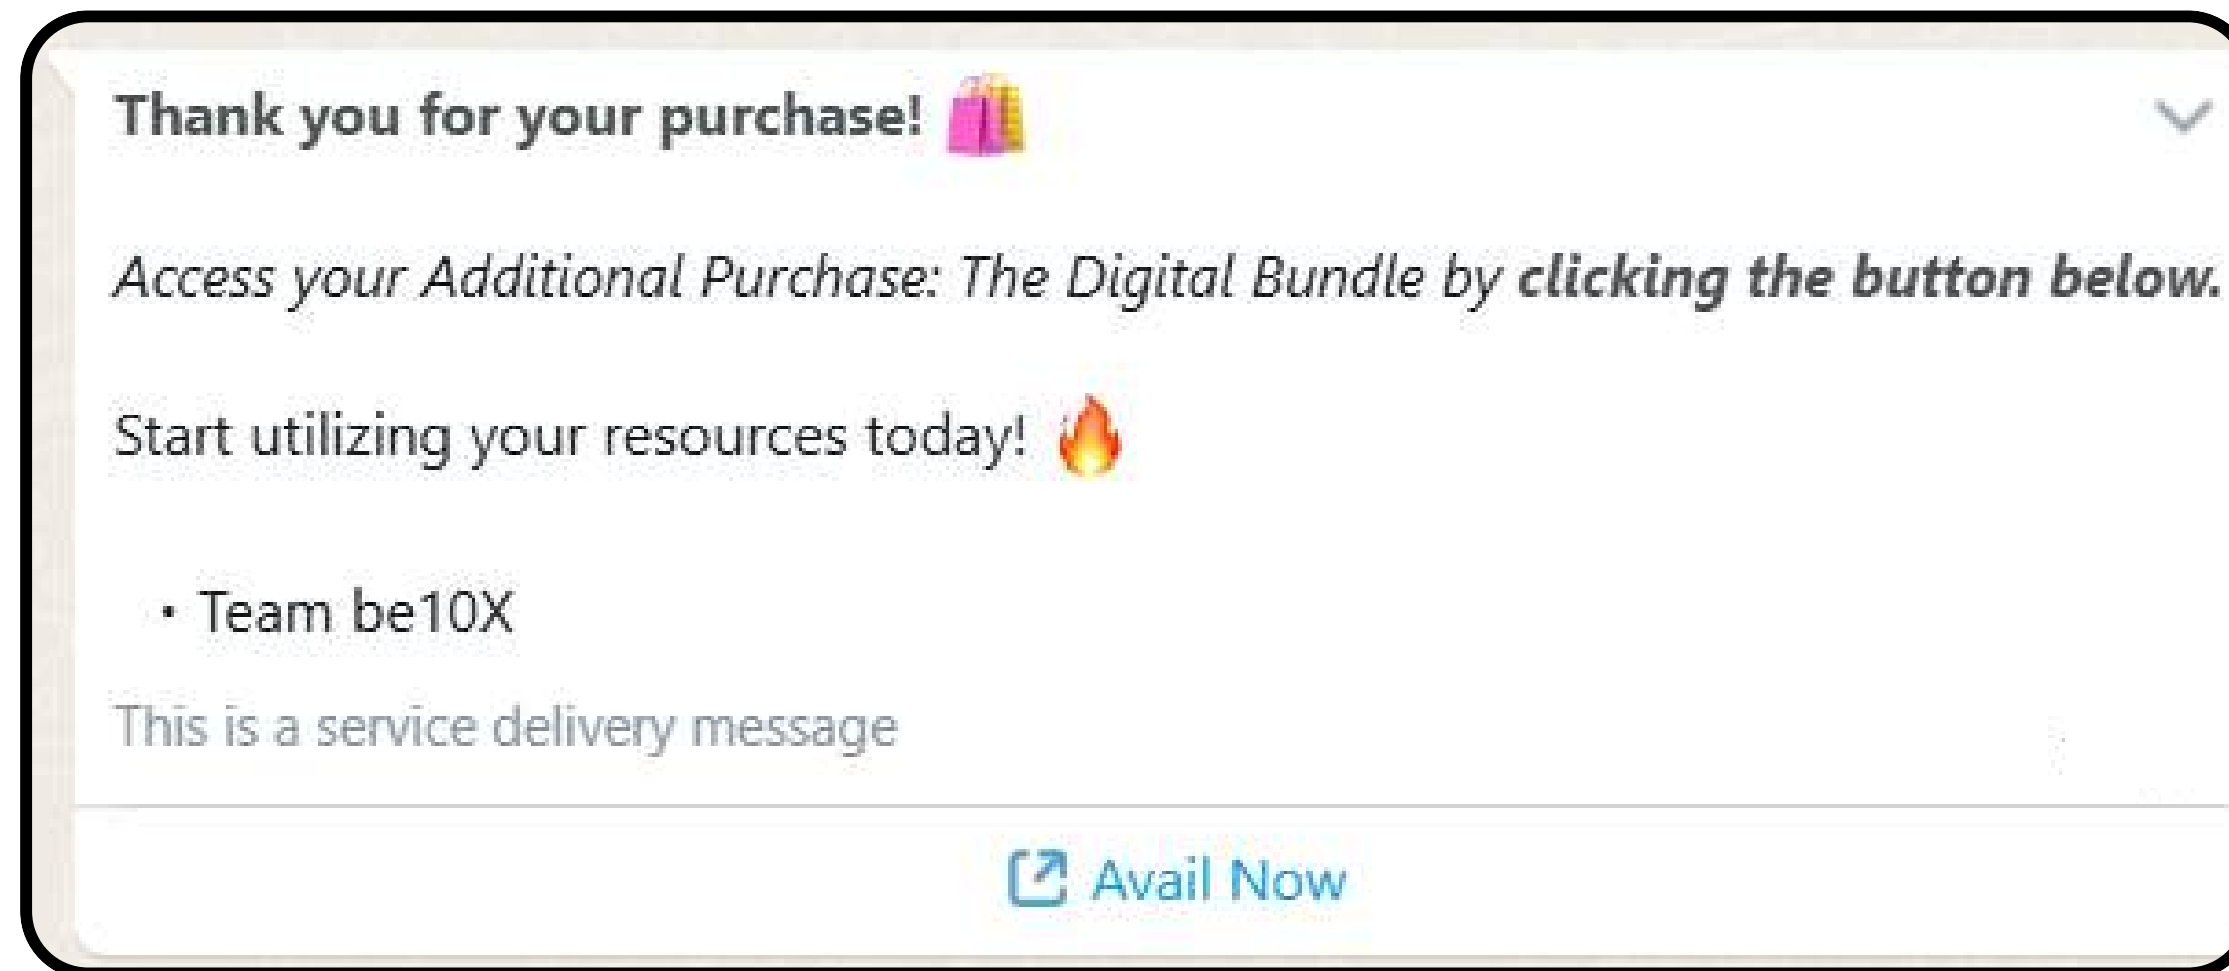 Thank you for your purchase! 🛍️
Access your Additional Purchase: The Digital Bundle by clicking the button below.
Start utilizing your resources today! 🔥
• Team be10X
This is a service delivery message
Avail Now